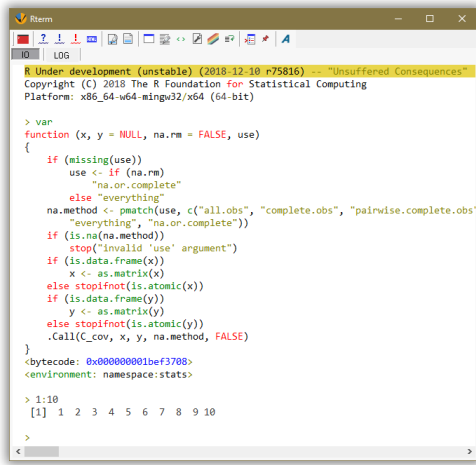 Rterm
IO LOG
R Under development (unstable) (2018-12-10 r75816) -- "Unsuffered Consequences"
Copyright (C) 2018 The R Foundation for Statistical Computing
Platform: x86_64-w64-mingw32/x64 (64-bit)
> var
function (x, y = NULL, na.rm = FALSE, use)
{
    if (missing(use))
        use <- if (na.rm)
            "na.or.complete"
        else "everything"
    na.method <- pmatch(use, c("all.obs", "complete.obs", "pairwise.complete.obs"
        "everything", "na.or.complete"))
    if (is.na(na.method))
        stop("invalid 'use' argument")
    if (is.data.frame(x))
        x <- as.matrix(x)
    else stopifnot(is.atomic(x))
    if (is.data.frame(y))
        y <- as.matrix(y)
    else stopifnot(is.atomic(y))
    .Call(C_cov, x, y, na.method, FALSE)
}
<bytecode: 0x000000001bef3708>
<environment: namespace:stats>
> 1:10
 [1]  1  2  3  4  5  6  7  8  9 10
>